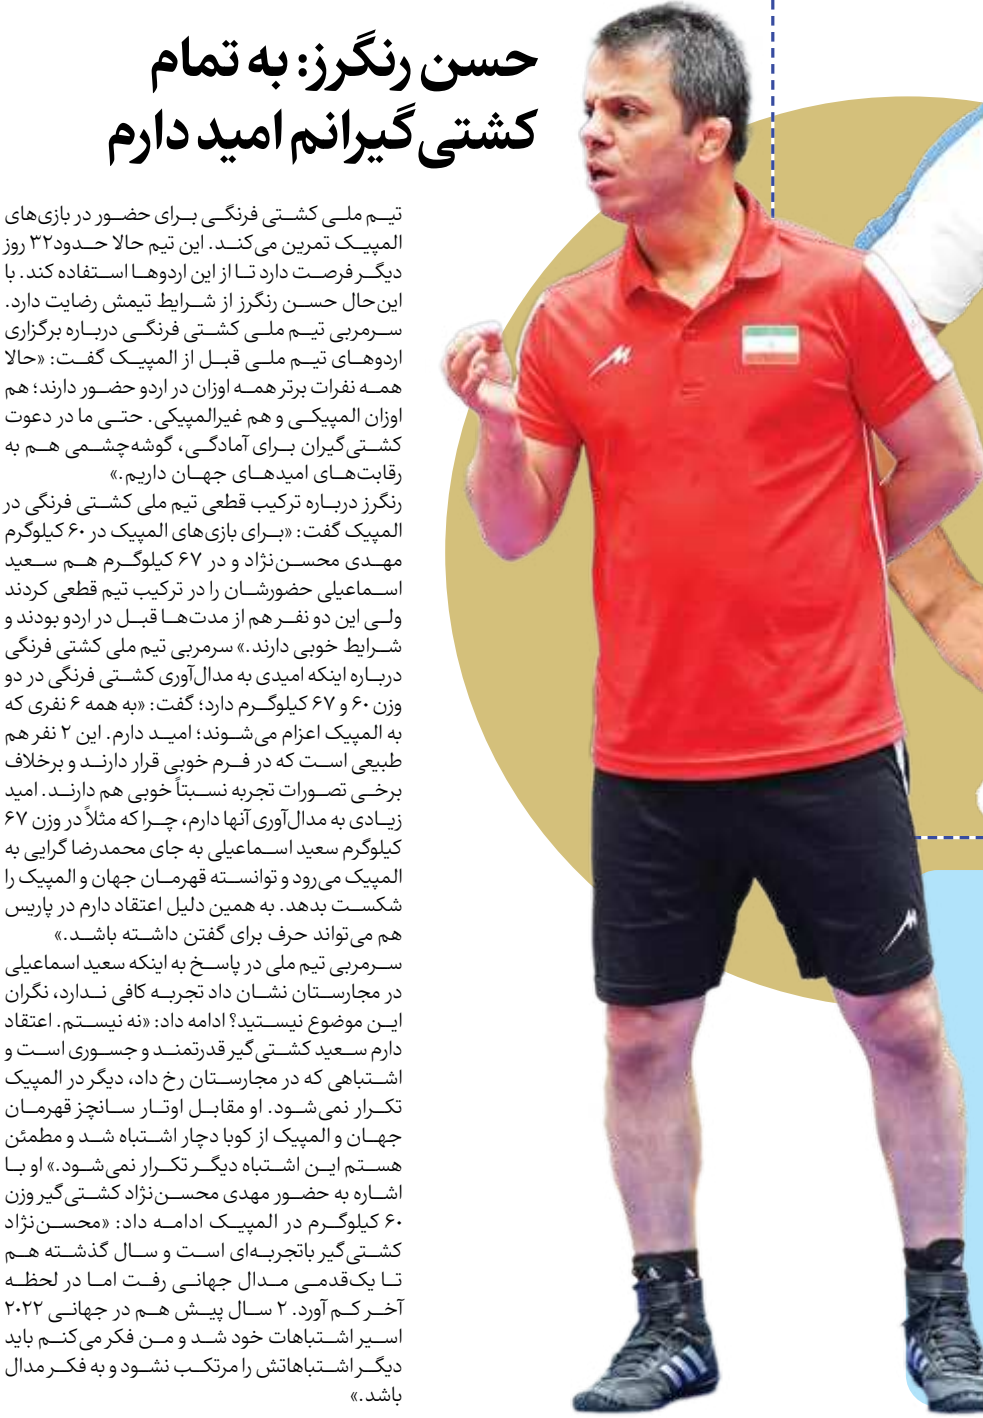 حسن رنگرز: به تمام
کشتی‌گیرانم امید دارم
تیم ملی کشتی فرنگی برای حضور در بازی‌های
المپیک تمرین می‌کند. این تیم حالا حدود۳۲ روز
دیگر فرصت دارد تا از این اردوها استفاده کند. با
این‌حال حسن رنگرز از شرایط تیمش رضایت دارد.
سرمربی تیم ملی کشتی فرنگی درباره برگزاری
اردوهای تیم ملی قبل از المپیک گفت: «حالا
همه نفرات برتر همه اوزان در اردو حضور دارند؛ هم
اوزان المپیکی و هم غیرالمپیکی. حتی ما در دعوت
کشتی‌گیران برای آمادگی، گوشه‌چشمی هم به
رقابت‌های امیدهای جهان داریم.»
رنگرز درباره ترکیب قطعی تیم ملی کشتی فرنگی در
المپیک گفت: «برای بازی‌های المپیک در ۶۰ کیلوگرم
مهدی محسن‌نژاد و در ۶۷ کیلوگرم هم سعید
اسماعیلی حضورشان را در ترکیب تیم قطعی کردند
ولی این دو نفر هم از مدت‌ها قبل در اردو بودند و
شرایط خوبی دارند.» سرمربی تیم ملی کشتی فرنگی
درباره اینکه امیدی به مدال‌آوری کشتی فرنگی در دو
وزن ۶۰ و ۶۷ کیلوگرم دارد؛ گفت: «به همه ۶ نفری که
به المپیک اعزام می‌شوند؛ امید دارم. این ۲ نفر هم
طبیعی است که در فرم خوبی قرار دارند و برخلاف
برخی تصورات تجربه نسبتاً خوبی هم دارند. امید
زیادی به مدال‌آوری آنها دارم، چرا که مثلاً در وزن ۶۷
کیلوگرم سعید اسماعیلی به جای محمدرضا گرایی به
المپیک می‌رود و توانسته قهرمان جهان و المپیک را
شکست بدهد. به همین دلیل اعتقاد دارم در پاریس
هم می‌تواند حرف برای گفتن داشته باشد.»
سرمربی تیم ملی در پاسخ به اینکه سعید اسماعیلی
در مجارستان نشان داد تجربه کافی ندارد، نگران
این موضوع نیستید؟ ادامه داد: «نه نیستم. اعتقاد
دارم سعید کشتی‌گیر قدرتمند و جسوری است و
اشتباهی که در مجارستان رخ داد، دیگر در المپیک
تکرار نمی‌شود. او مقابل اوتار سانچز قهرمان
جهان و المپیک از کوبا دچار اشتباه شد و مطمئن
هستم این اشتباه دیگر تکرار نمی‌شود.» او با
اشاره به حضور مهدی محسن‌نژاد کشتی‌گیر وزن
۶۰ کیلوگرم در المپیک ادامه داد: «محسن‌نژاد
کشتی‌گیر باتجربه‌ای است و سال گذشته هم
تا یک‌قدمی مدال جهانی رفت اما در لحظه
آخر کم آورد. ۲ سال پیش هم در جهانی ۲۰۲۲
اسیر اشتباهات خود شد و من فکر می‌کنم باید
دیگر اشتباهاتش را مرتکب نشود و به فکر مدال
باشد.»